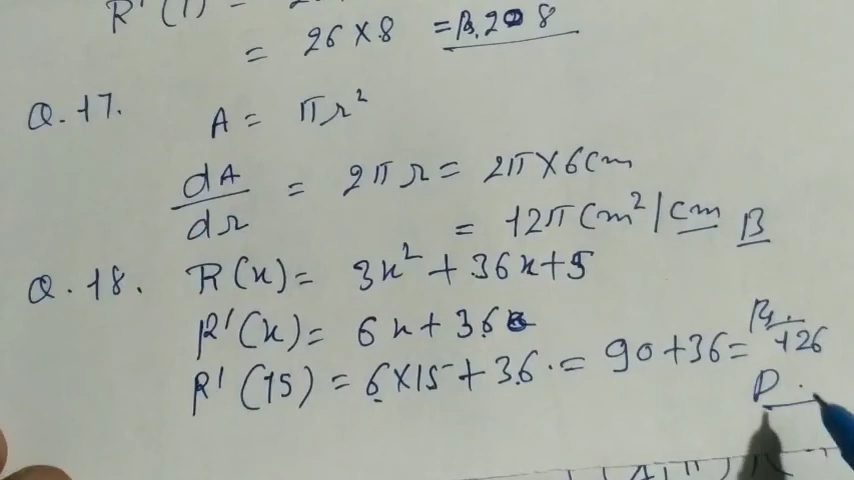 R'(1) =
= 26 × 8 = Rs.208
Q.17. A = πr²
dA/dr = 2πr = 2π × 6cm
= 12π cm²/cm B
Q.18. R(x) = 3x² + 36x + 5
R'(x) = 6x + 36
R'(15) = 6×15 + 36 = 90 + 36 = Rs. 126
D.